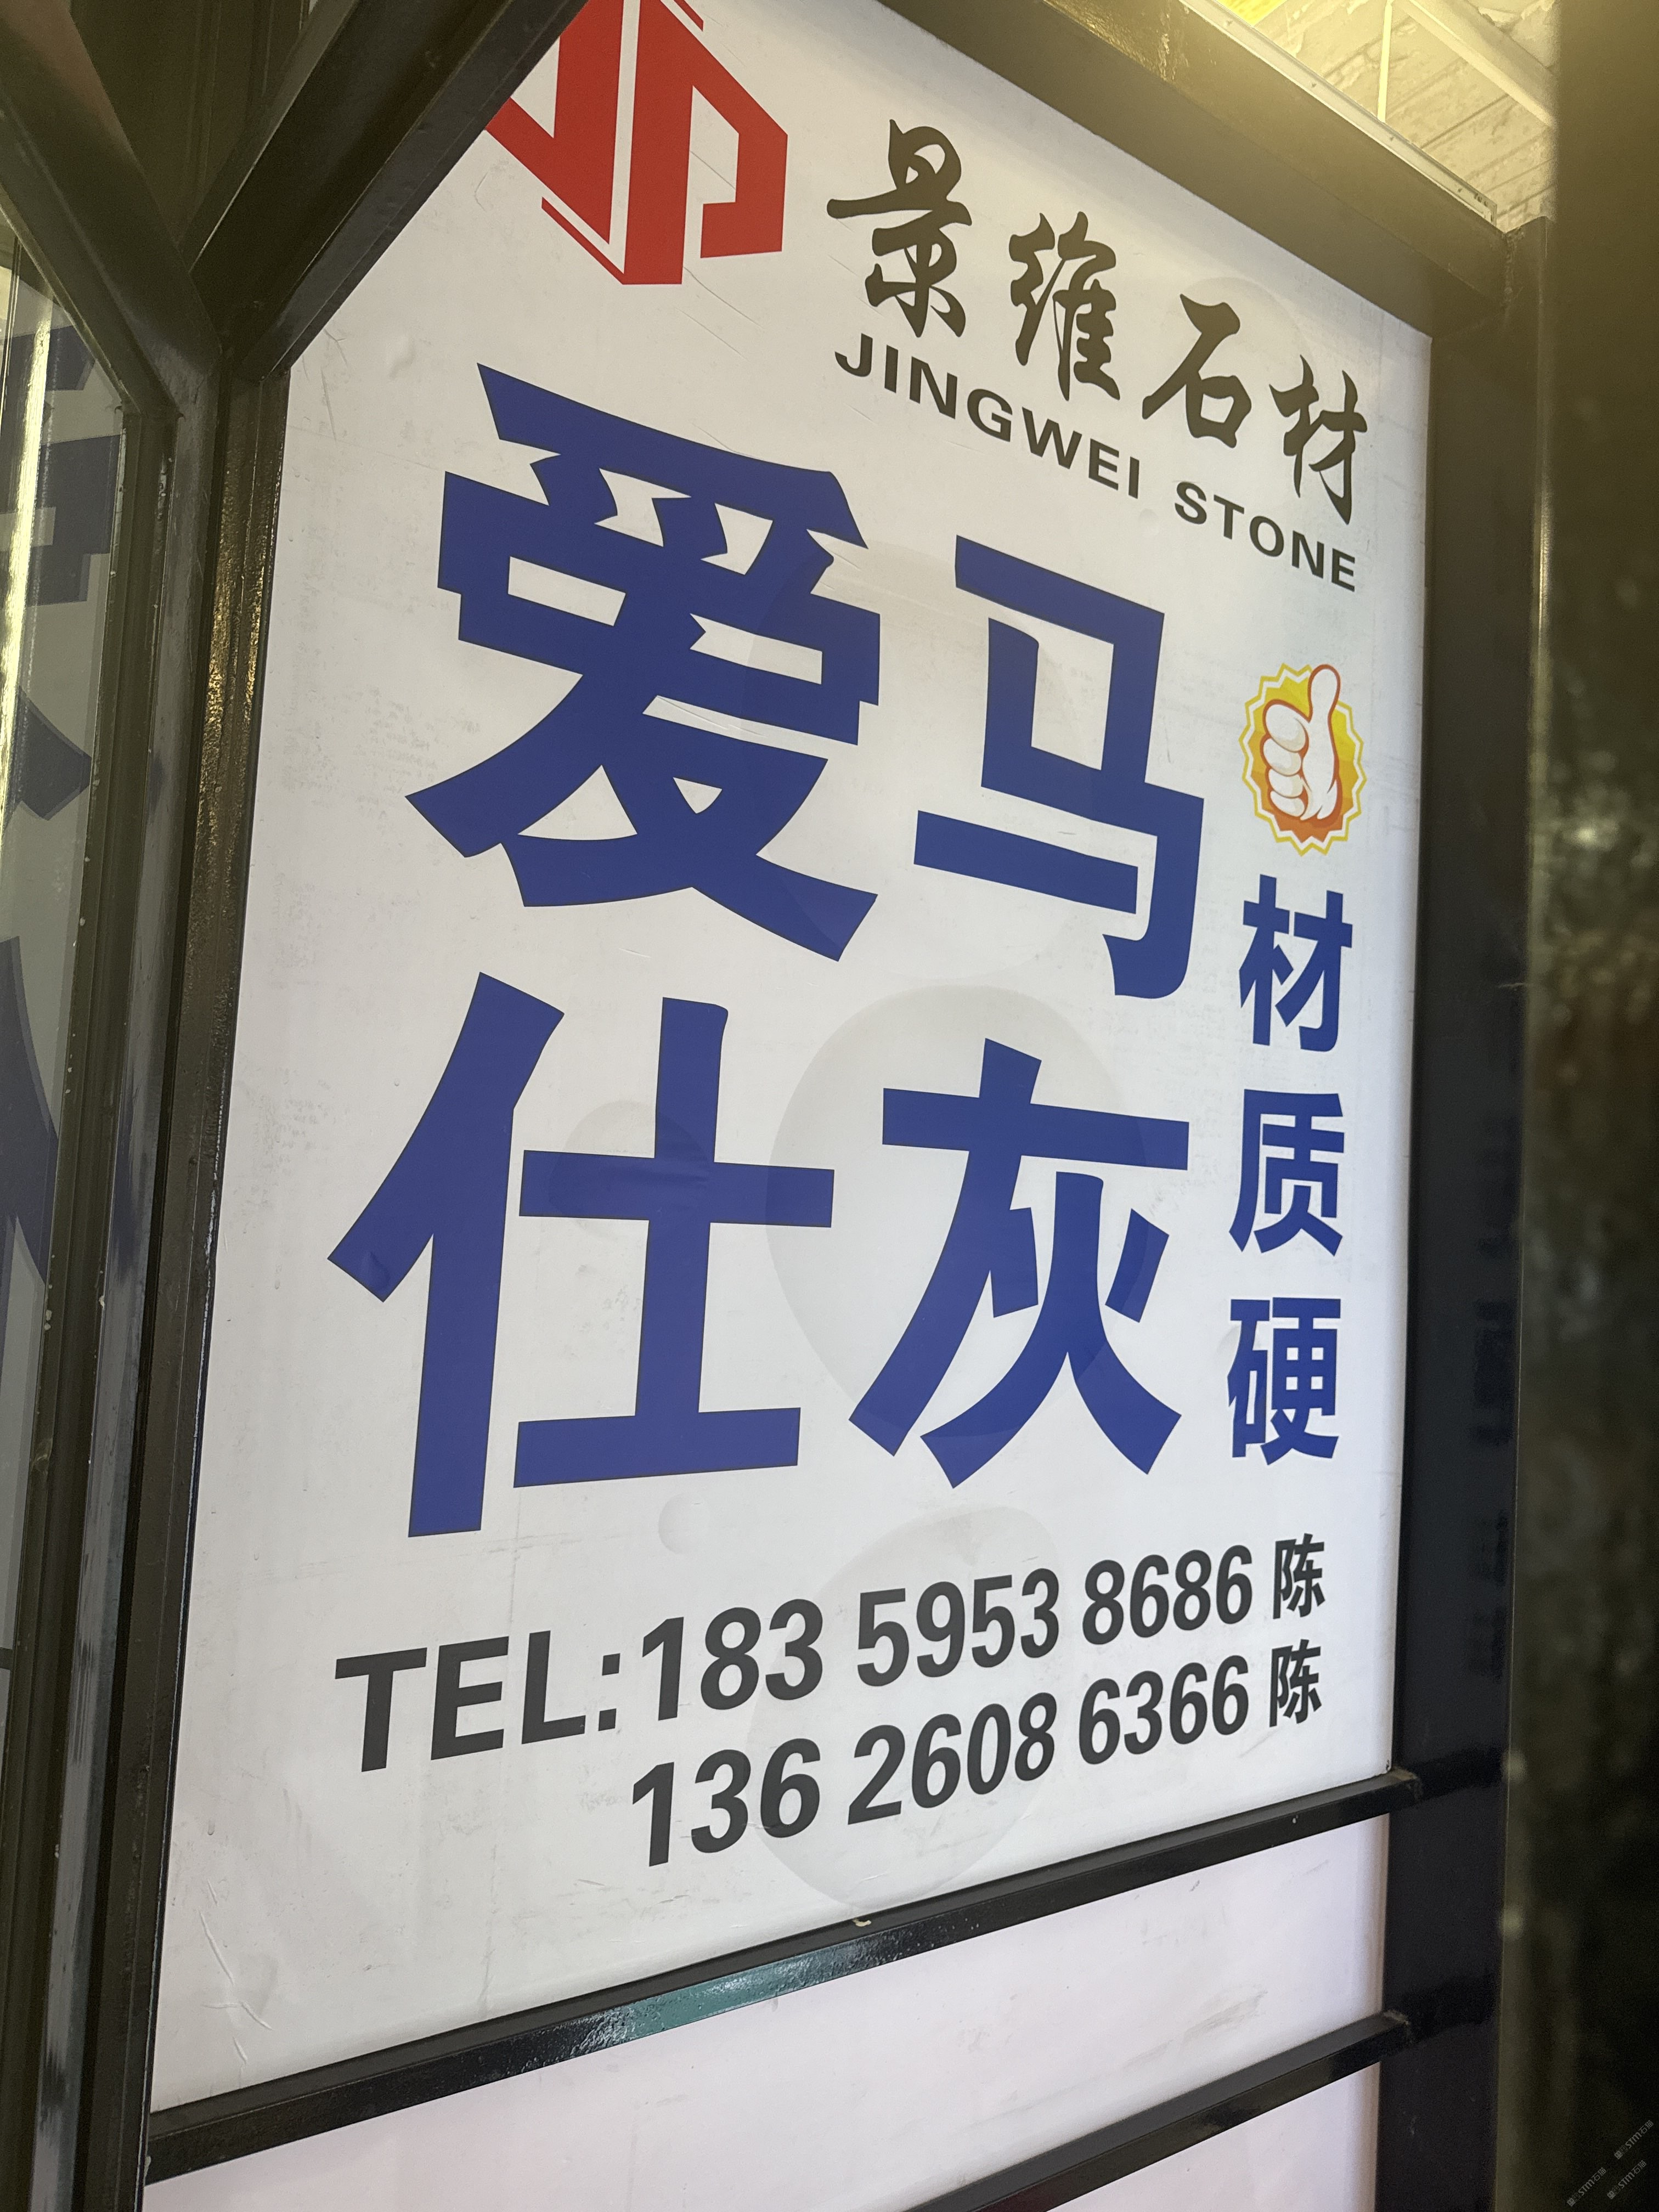 景维石材
JINGWEI STONE
爱马
仕灰
材质硬
TEL:183 5953 8686 陈
136 2608 6366 陈